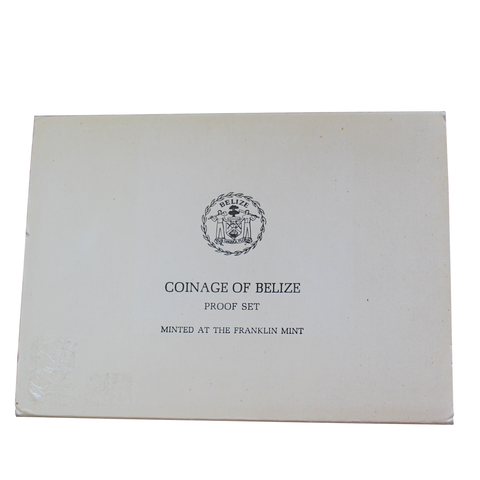 BELIZE
COINAGE OF BELIZE
PROOF SET
MINTED AT THE FRANKLIN MINT